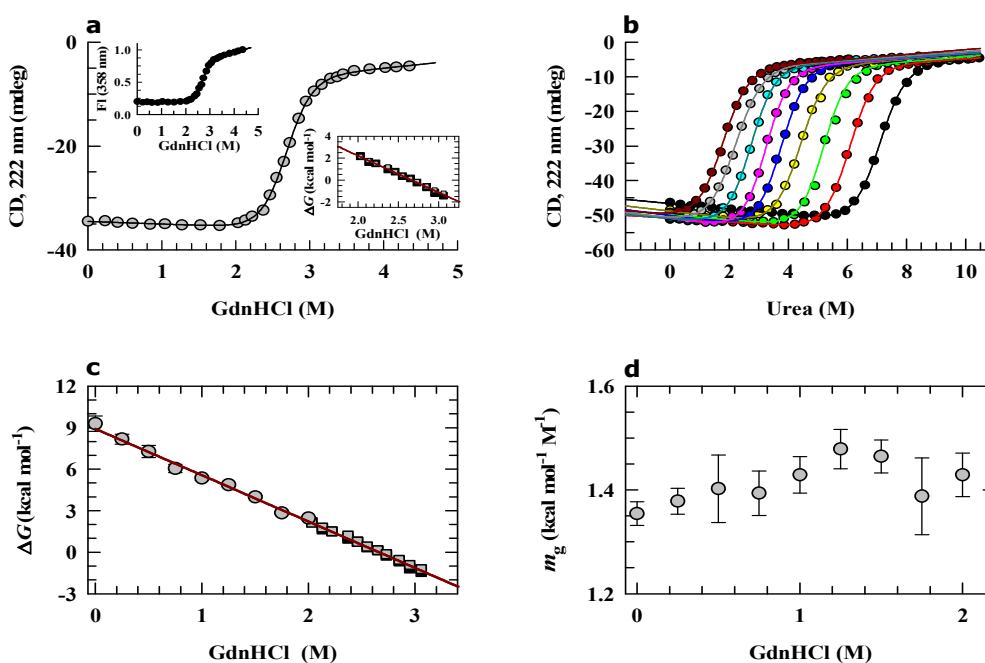 a
CD, 222 nm (mdeg)
0
-20
-40
0 1 2 3 4 5
GdnHCl (M)
Fl (358 nm)
1.0
0.5
0.0
0 1 2 3 4 5
GdnHCl (M)
ΔG (kcal mol⁻¹)
4
2
0
-2
2.0 2.5 3.0
GdnHCl (M)
b
CD, 222 nm (mdeg)
0
-10
-20
-30
-40
-50
-60
0 2 4 6 8 10
Urea (M)
c
ΔG (kcal mol⁻¹)
12
9
6
3
0
-3
0 1 2 3
GdnHCl (M)
d
mg (kcal mol⁻¹ M⁻¹)
1.6
1.4
1.2
0 1 2
GdnHCl (M)